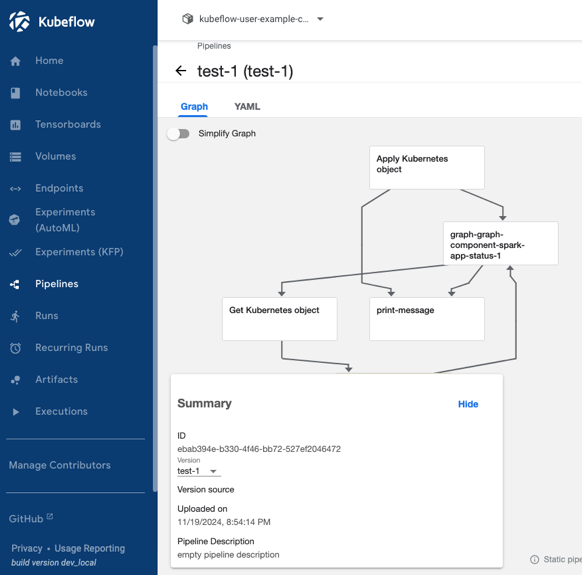 Kubeflow
Home
Notebooks
Tensorboards
Volumes
Endpoints
Experiments
(AutoML)
Experiments (KFP)
Pipelines
Runs
Recurring Runs
Artifacts
Executions
Manage Contributors
GitHub
Privacy • Usage Reporting
build version dev_local
kubeflow-user-example-c...
Pipelines
test-1 (test-1)
Graph YAML
Simplify Graph
Apply Kubernetes
object
graph-graph-
component-spark-
app-status-1
Get Kubernetes object
print-message
Summary
Hide
ID
ebab394e-b330-4f46-bb72-527ef2046472
Version
test-1
Version source
Uploaded on
11/19/2024, 8:54:14 PM
Pipeline Description
empty pipeline description
Static pipe